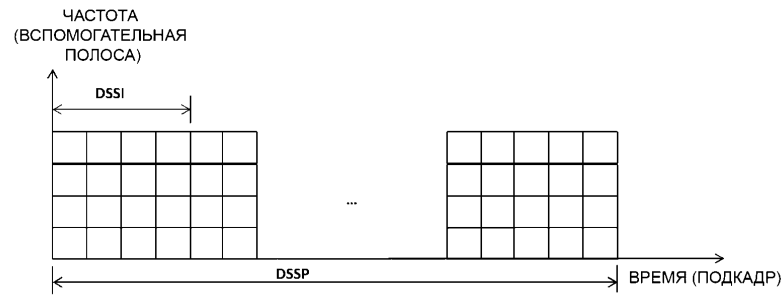 ЧАСТОТА
(ВСПОМОГАТЕЛЬНАЯ
ПОЛОСА)
DSSI
...
DSSP
ВРЕМЯ (ПОДКАДР)